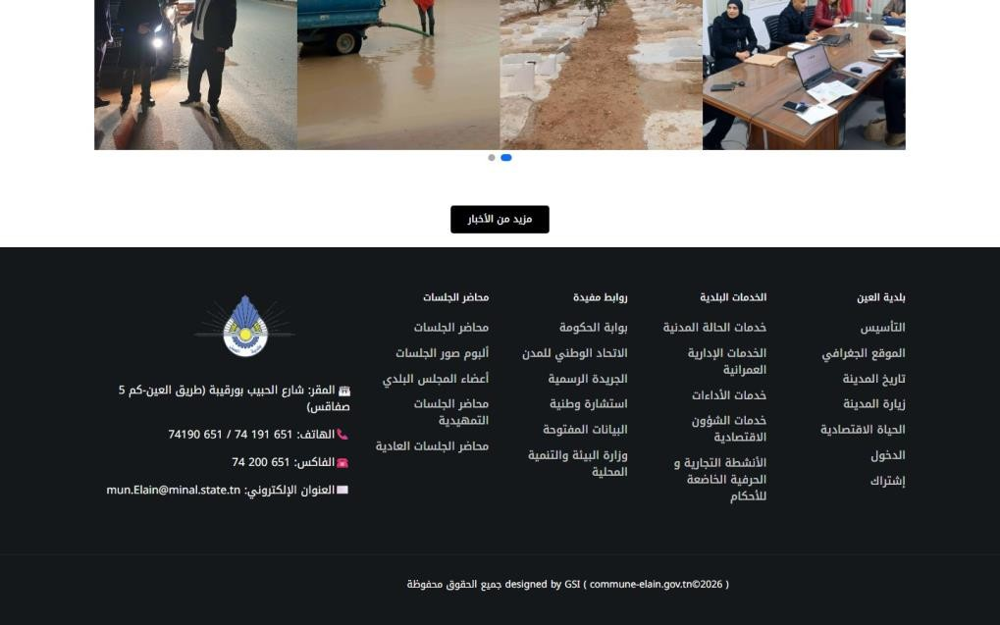 مزيد من الأخبار
بلدية العين
التأسيس
الموقع الجغرافي
تاريخ المدينة
زيارة المدينة
الحياة الاقتصادية
الدخول
إشتراك
الخدمات البلدية
خدمات الحالة المدنية
الخدمات الإدارية
العمرانية
خدمات الأداءات
خدمات الشؤون
الاقتصادية
الأنشطة التجارية و
الحرفية الخاضعة
للأحكام
روابط مفيدة
بوابة الحكومة
الاتحاد الوطني للمدن
الجريدة الرسمية
استشارة وطنية
البيانات المفتوحة
وزارة البيئة والتنمية
المحلية
محاضر الجلسات
محاضر الجلسات
ألبوم صور الجلسات
أعضاء المجلس البلدي
محاضر الجلسات
التمهيدية
محاضر الجلسات العادية
المقر: شارع الحبيب بورقيبة (طريق العين-كم 5
صفاقس)
الهاتف: 651 191 74 / 651 74190
الفاكس: 651 200 74
العنوان الإلكتروني: mun.Elain@minal.state.tn
جميع الحقوق محفوظة designed by GSI ( commune-elain.gov.tn©2026 )